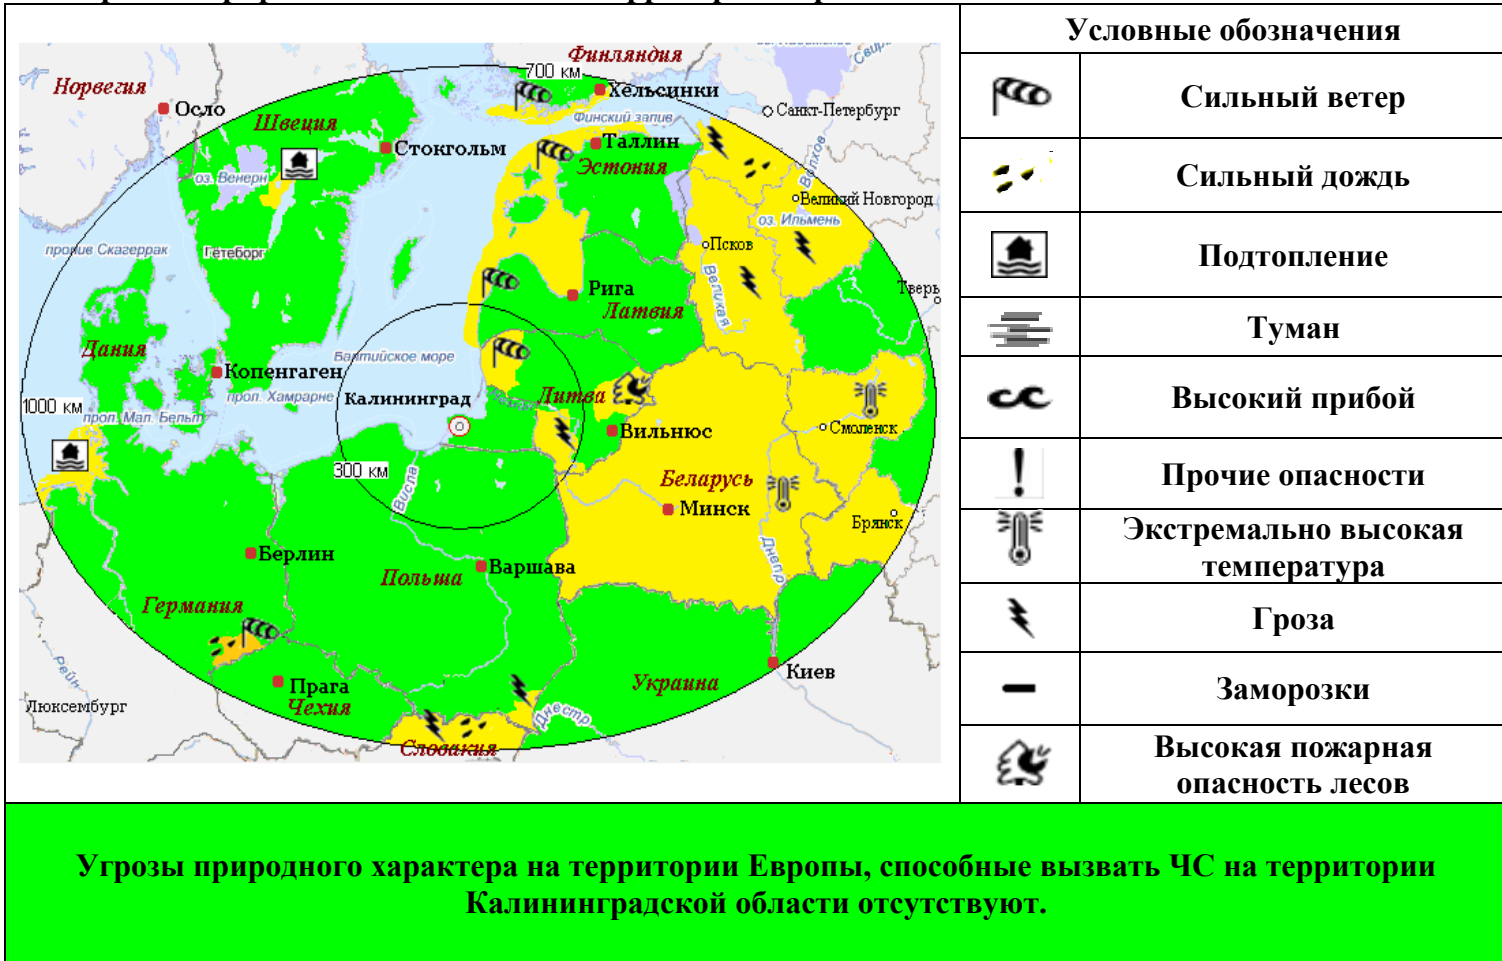 Условные обозначения
Сильный ветер
Сильный дождь
Подтопление
Туман
Высокий прибой
Прочие опасности
Экстремально высокая
температура
Гроза
Заморозки
Высокая пожарная
опасность лесов
Финляндия
700 км
Хельсинки
Норвегия
Осло
Швеция
Финский залив
Санкт-Петербург
Стокгольм
Таллин
Эстония
Волхов
оз. Венерн
Великий Новгород
оз. Ильмень
пролив Скагеррак
Гётеборг
Псков
Великая
Рига
Латвия
Тверь
Дания
Балтийское море
Копенгаген
прол. Хамрарне
Калининград
Литва
1000 км
прол. Мал. Бельт
Вильнюс
Смоленск
300 км
Висла
Беларусь
Минск
Брянск
Днепр
Берлин
Польша
Варшава
Германия
Рейн
Прага
Чехия
Украина
Киев
Люксембург
Днестр
Словакия
Угрозы природного характера на территории Европы, способные вызвать ЧС на территории
Калининградской области отсутствуют.